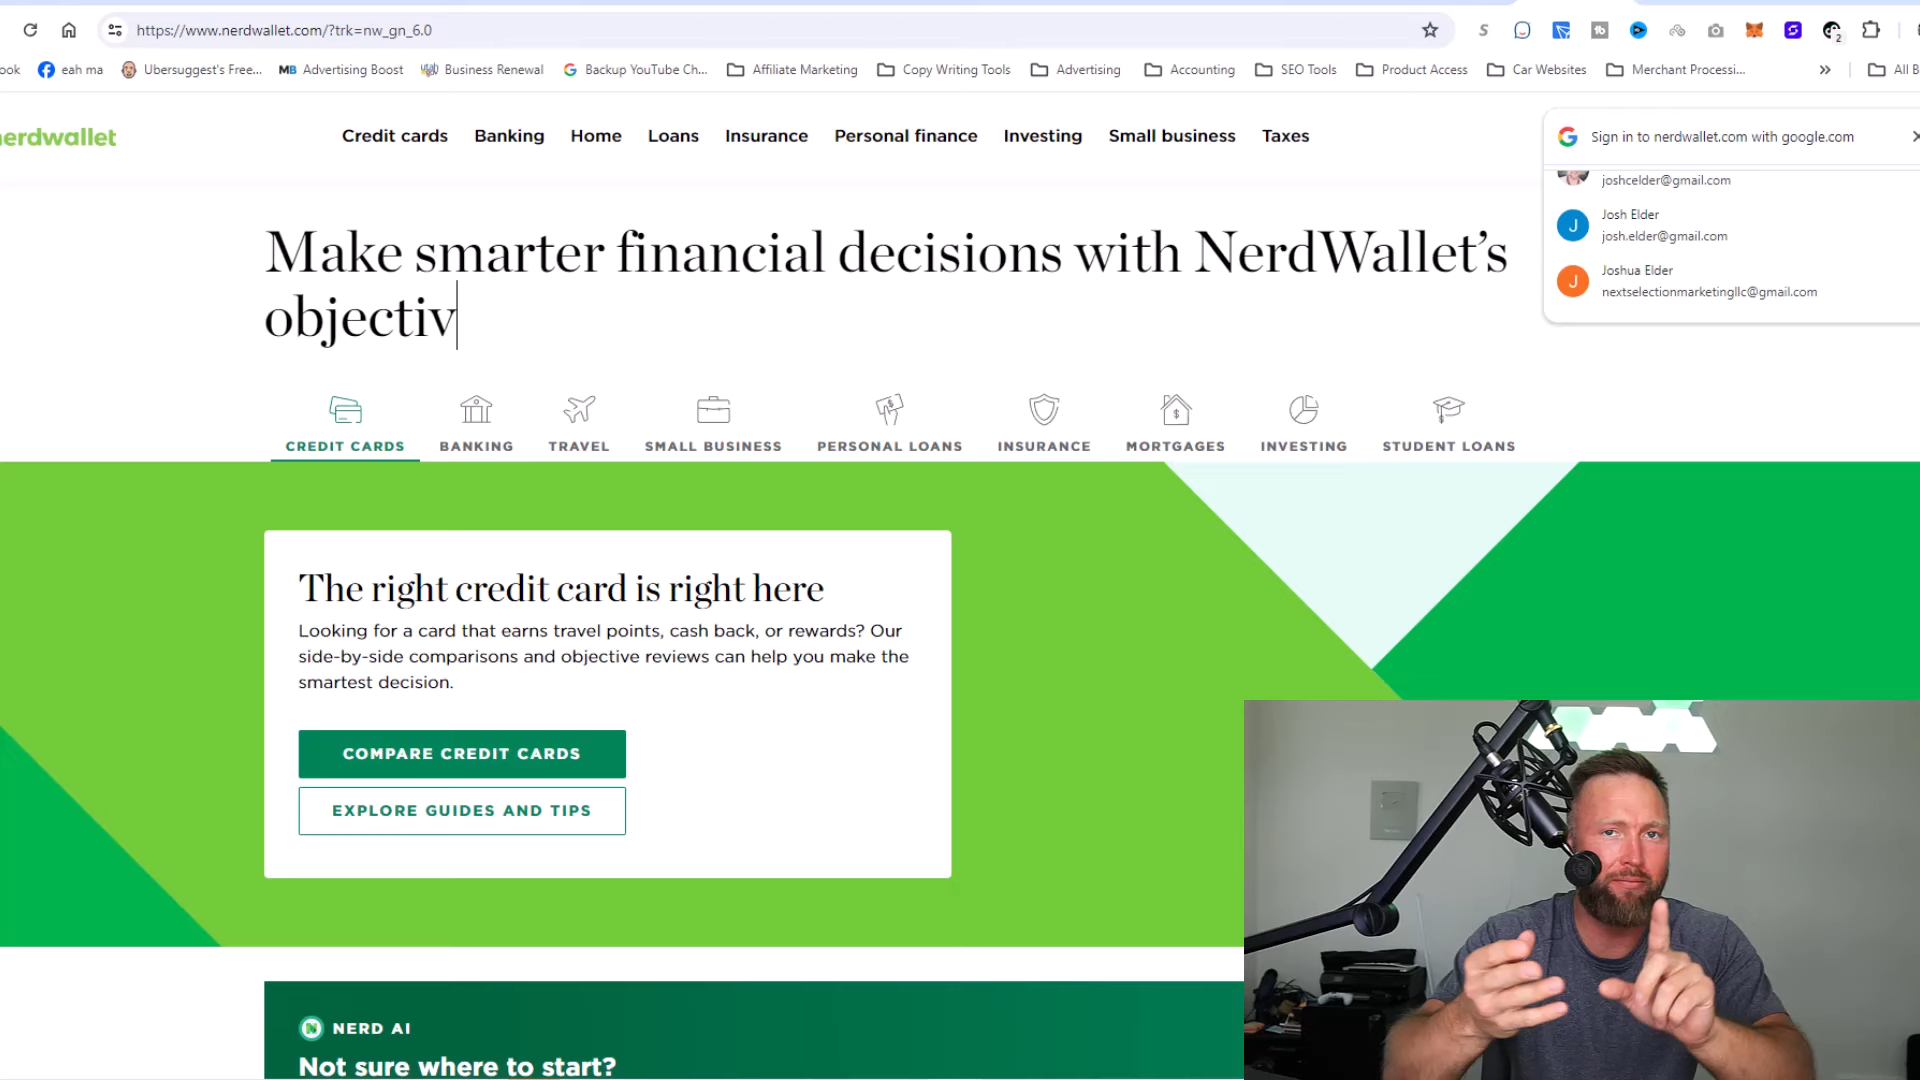 https://www.nerdwallet.com/?trk=nw_gn_6.0
ook
eah ma
Ubersuggest's Free...
MB Advertising Boost
Business Renewal
Backup YouTube Ch...
Affiliate Marketing
Copy Writing Tools
Advertising
Accounting
SEO Tools
Product Access
Car Websites
Merchant Processi...
All B
nerdwallet
Credit cards
Banking
Home
Loans
Insurance
Personal finance
Investing
Small business
Taxes
Sign in to nerdwallet.com with google.com
joshcelder@gmail.com
J
Josh Elder
josh.elder@gmail.com
J
Joshua Elder
nextselectionmarketingllc@gmail.com
Make smarter financial decisions with NerdWallet’s
objectiv
CREDIT CARDS
BANKING
TRAVEL
SMALL BUSINESS
PERSONAL LOANS
INSURANCE
MORTGAGES
INVESTING
STUDENT LOANS
The right credit card is right here
Looking for a card that earns travel points, cash back, or rewards? Our
side-by-side comparisons and objective reviews can help you make the
smartest decision.
COMPARE CREDIT CARDS
EXPLORE GUIDES AND TIPS
N NERD AI
Not sure where to start?